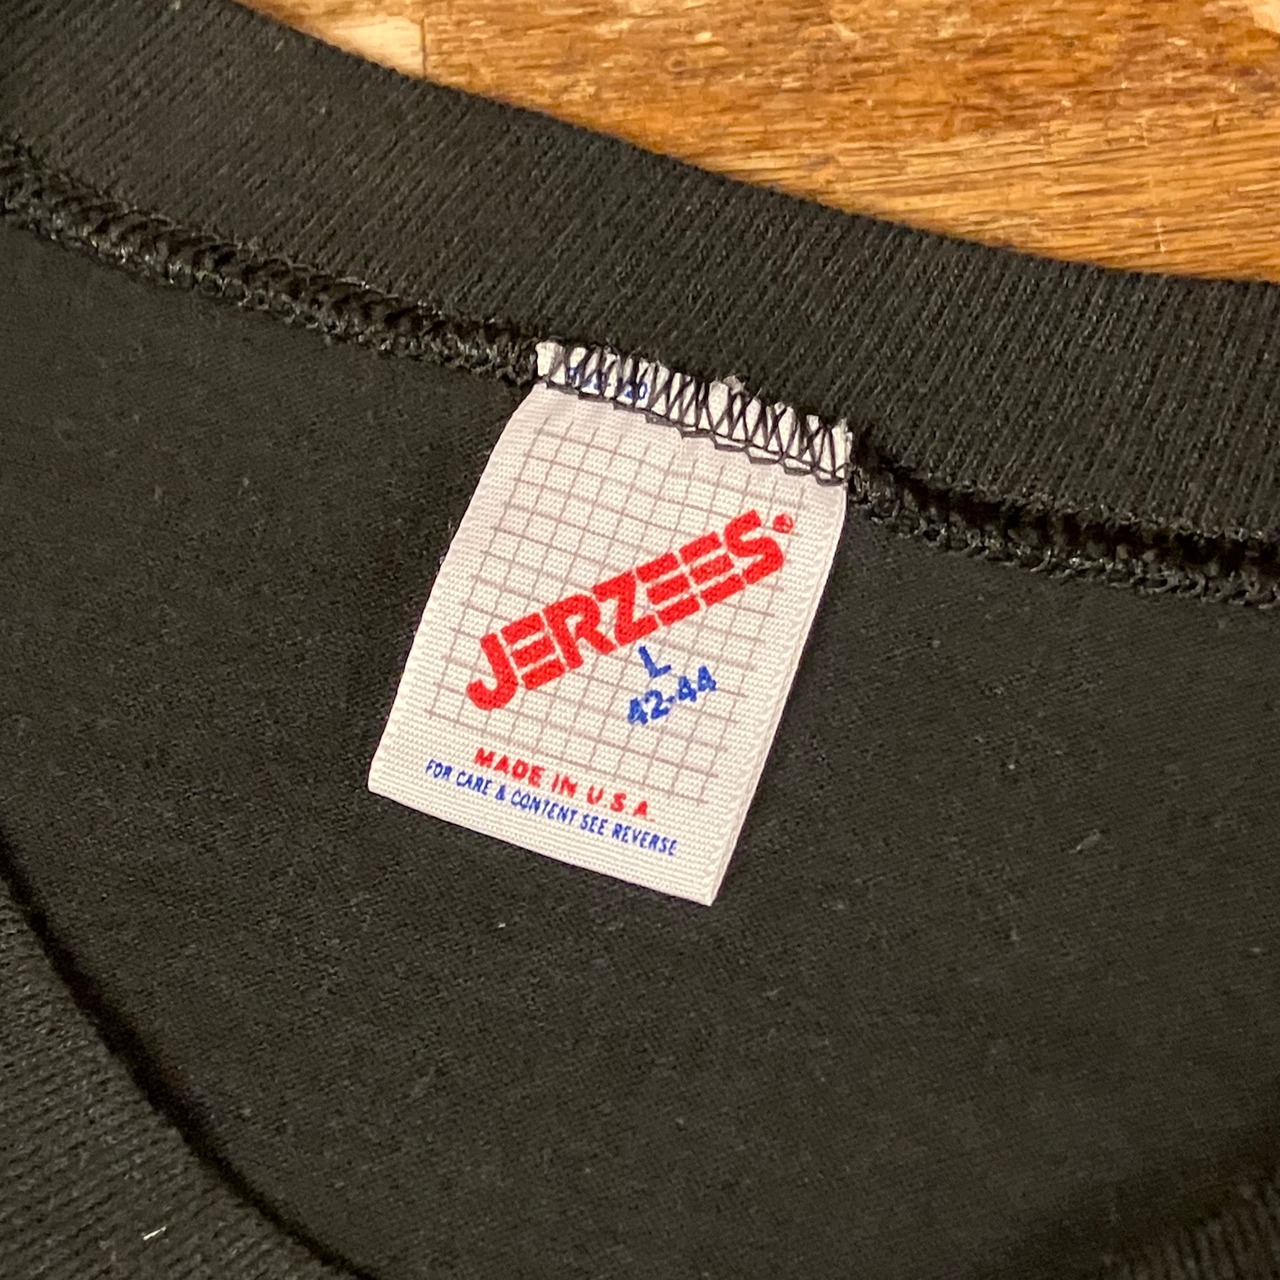 JERZEES®
L
42-44
MADE IN U.S.A.
FOR CARE & CONTENT SEE REVERSE